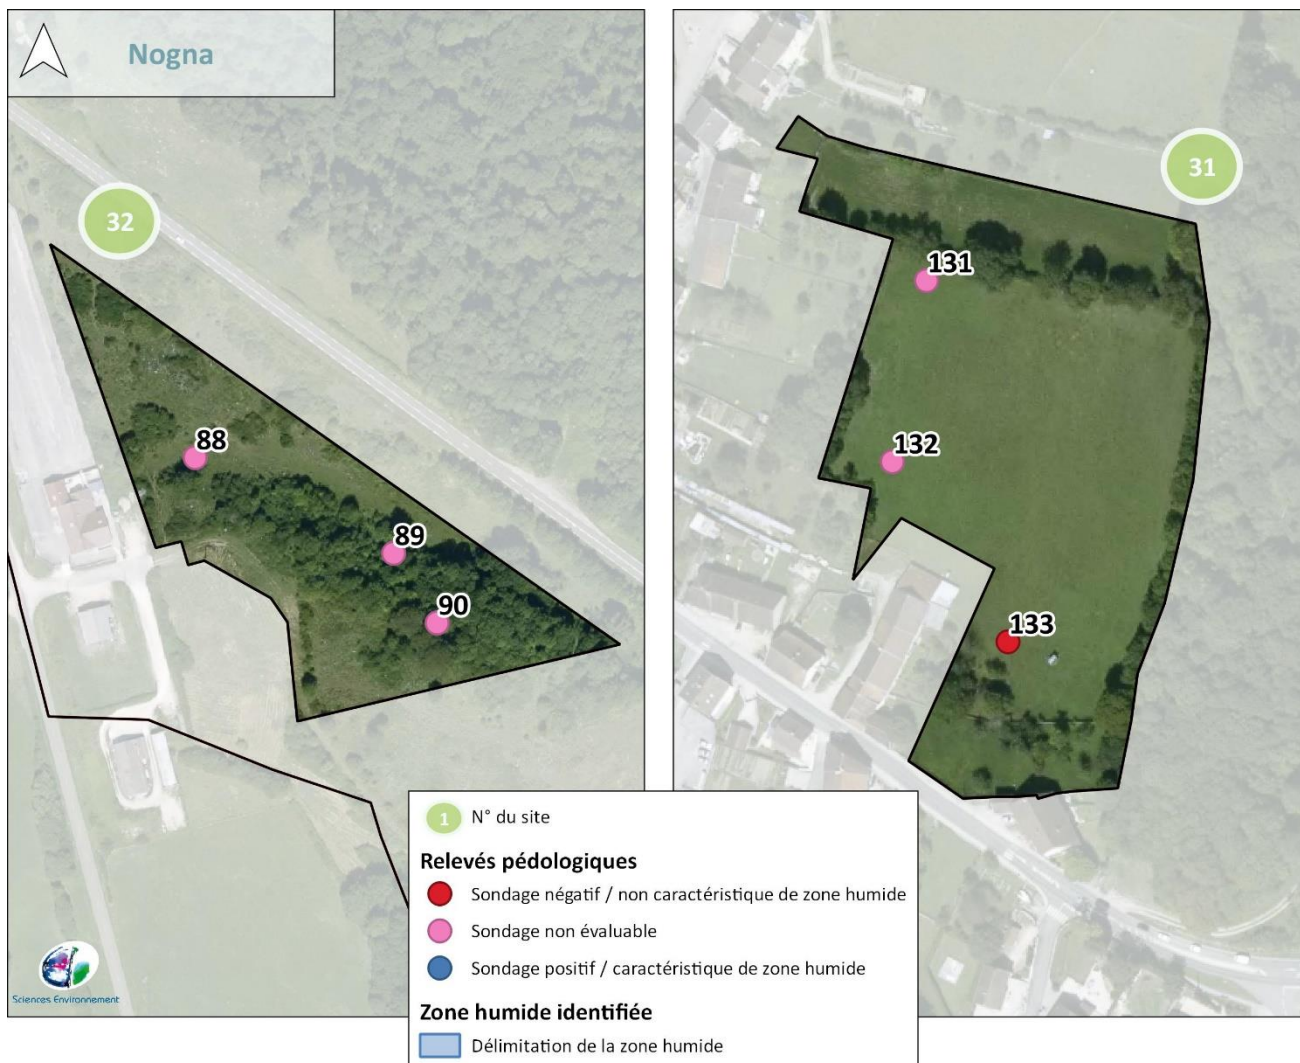 Nogna
32
88
89
90
31
131
132
133
1 N° du site
Relevés pédologiques
Sondage négatif / non caractéristique de zone humide
Sondage non évaluable
Sondage positif / caractéristique de zone humide
Zone humide identifiée
Délimitation de la zone humide
Sciences Environnement